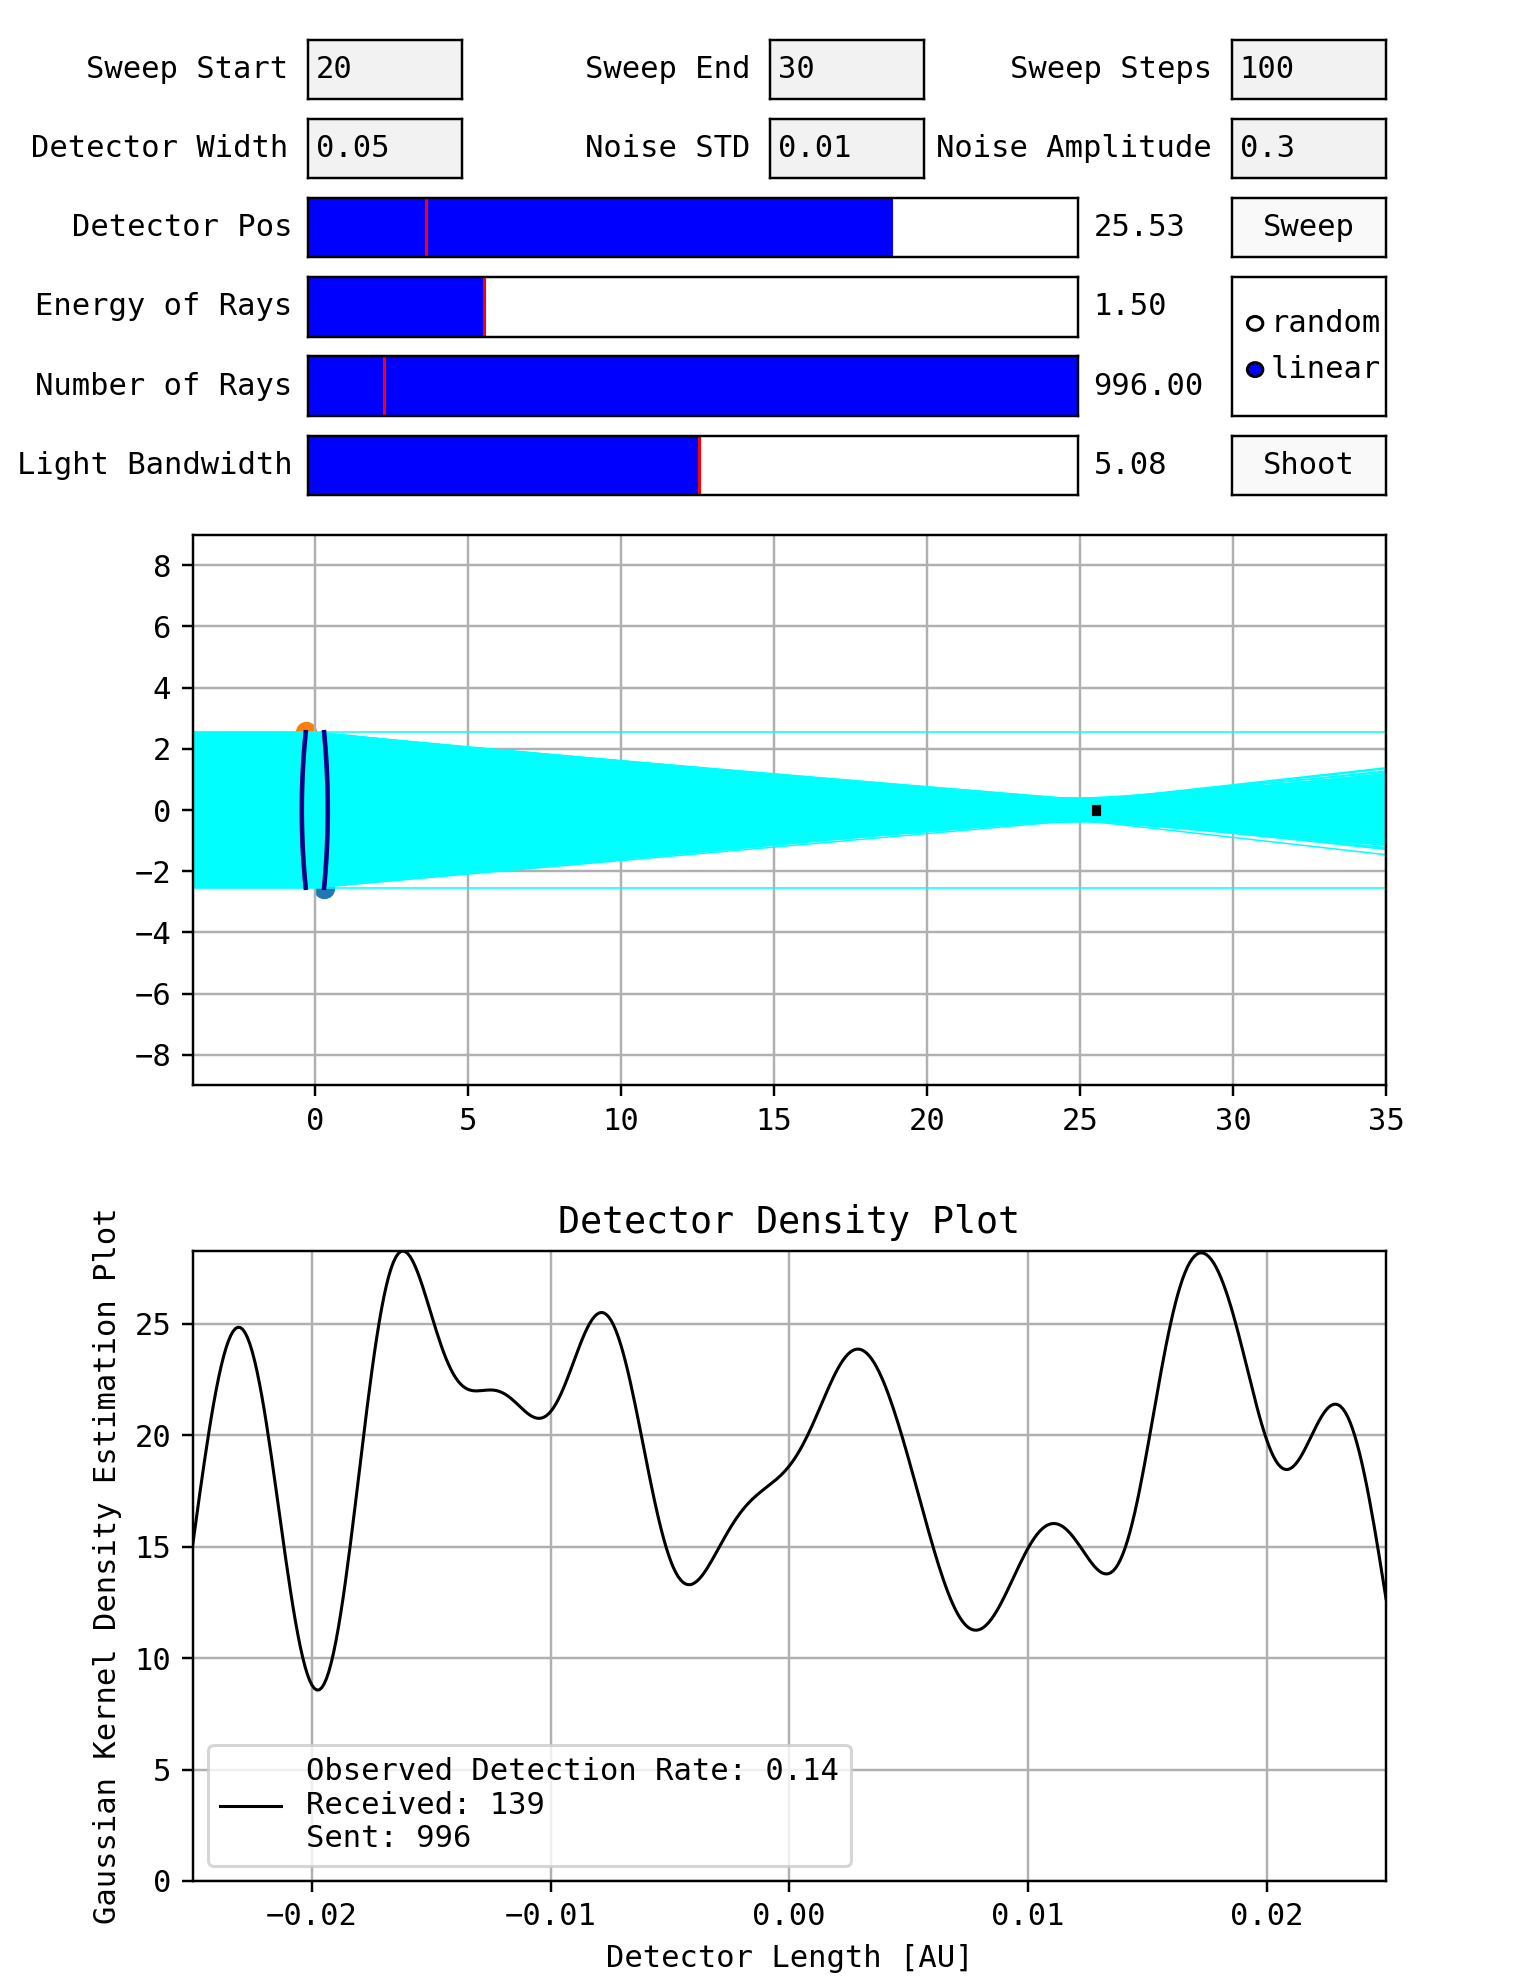 Sweep Start 20 Sweep End 30 Sweep Steps 100
Detector Width 0.05 Noise STD 0.01 Noise Amplitude 0.3
Detector Pos 25.53 Sweep
Energy of Rays 1.50 random
linear
Number of Rays 996.00
Light Bandwidth 5.08 Shoot
8
6
4
2
0
−2
−4
−6
−8
0 5 10 15 20 25 30 35
Detector Density Plot
Gaussian Kernel Density Estimation Plot
25
20
15
10
5
0
Observed Detection Rate: 0.14
Received: 139
Sent: 996
−0.02 −0.01 0.00 0.01 0.02
Detector Length [AU]